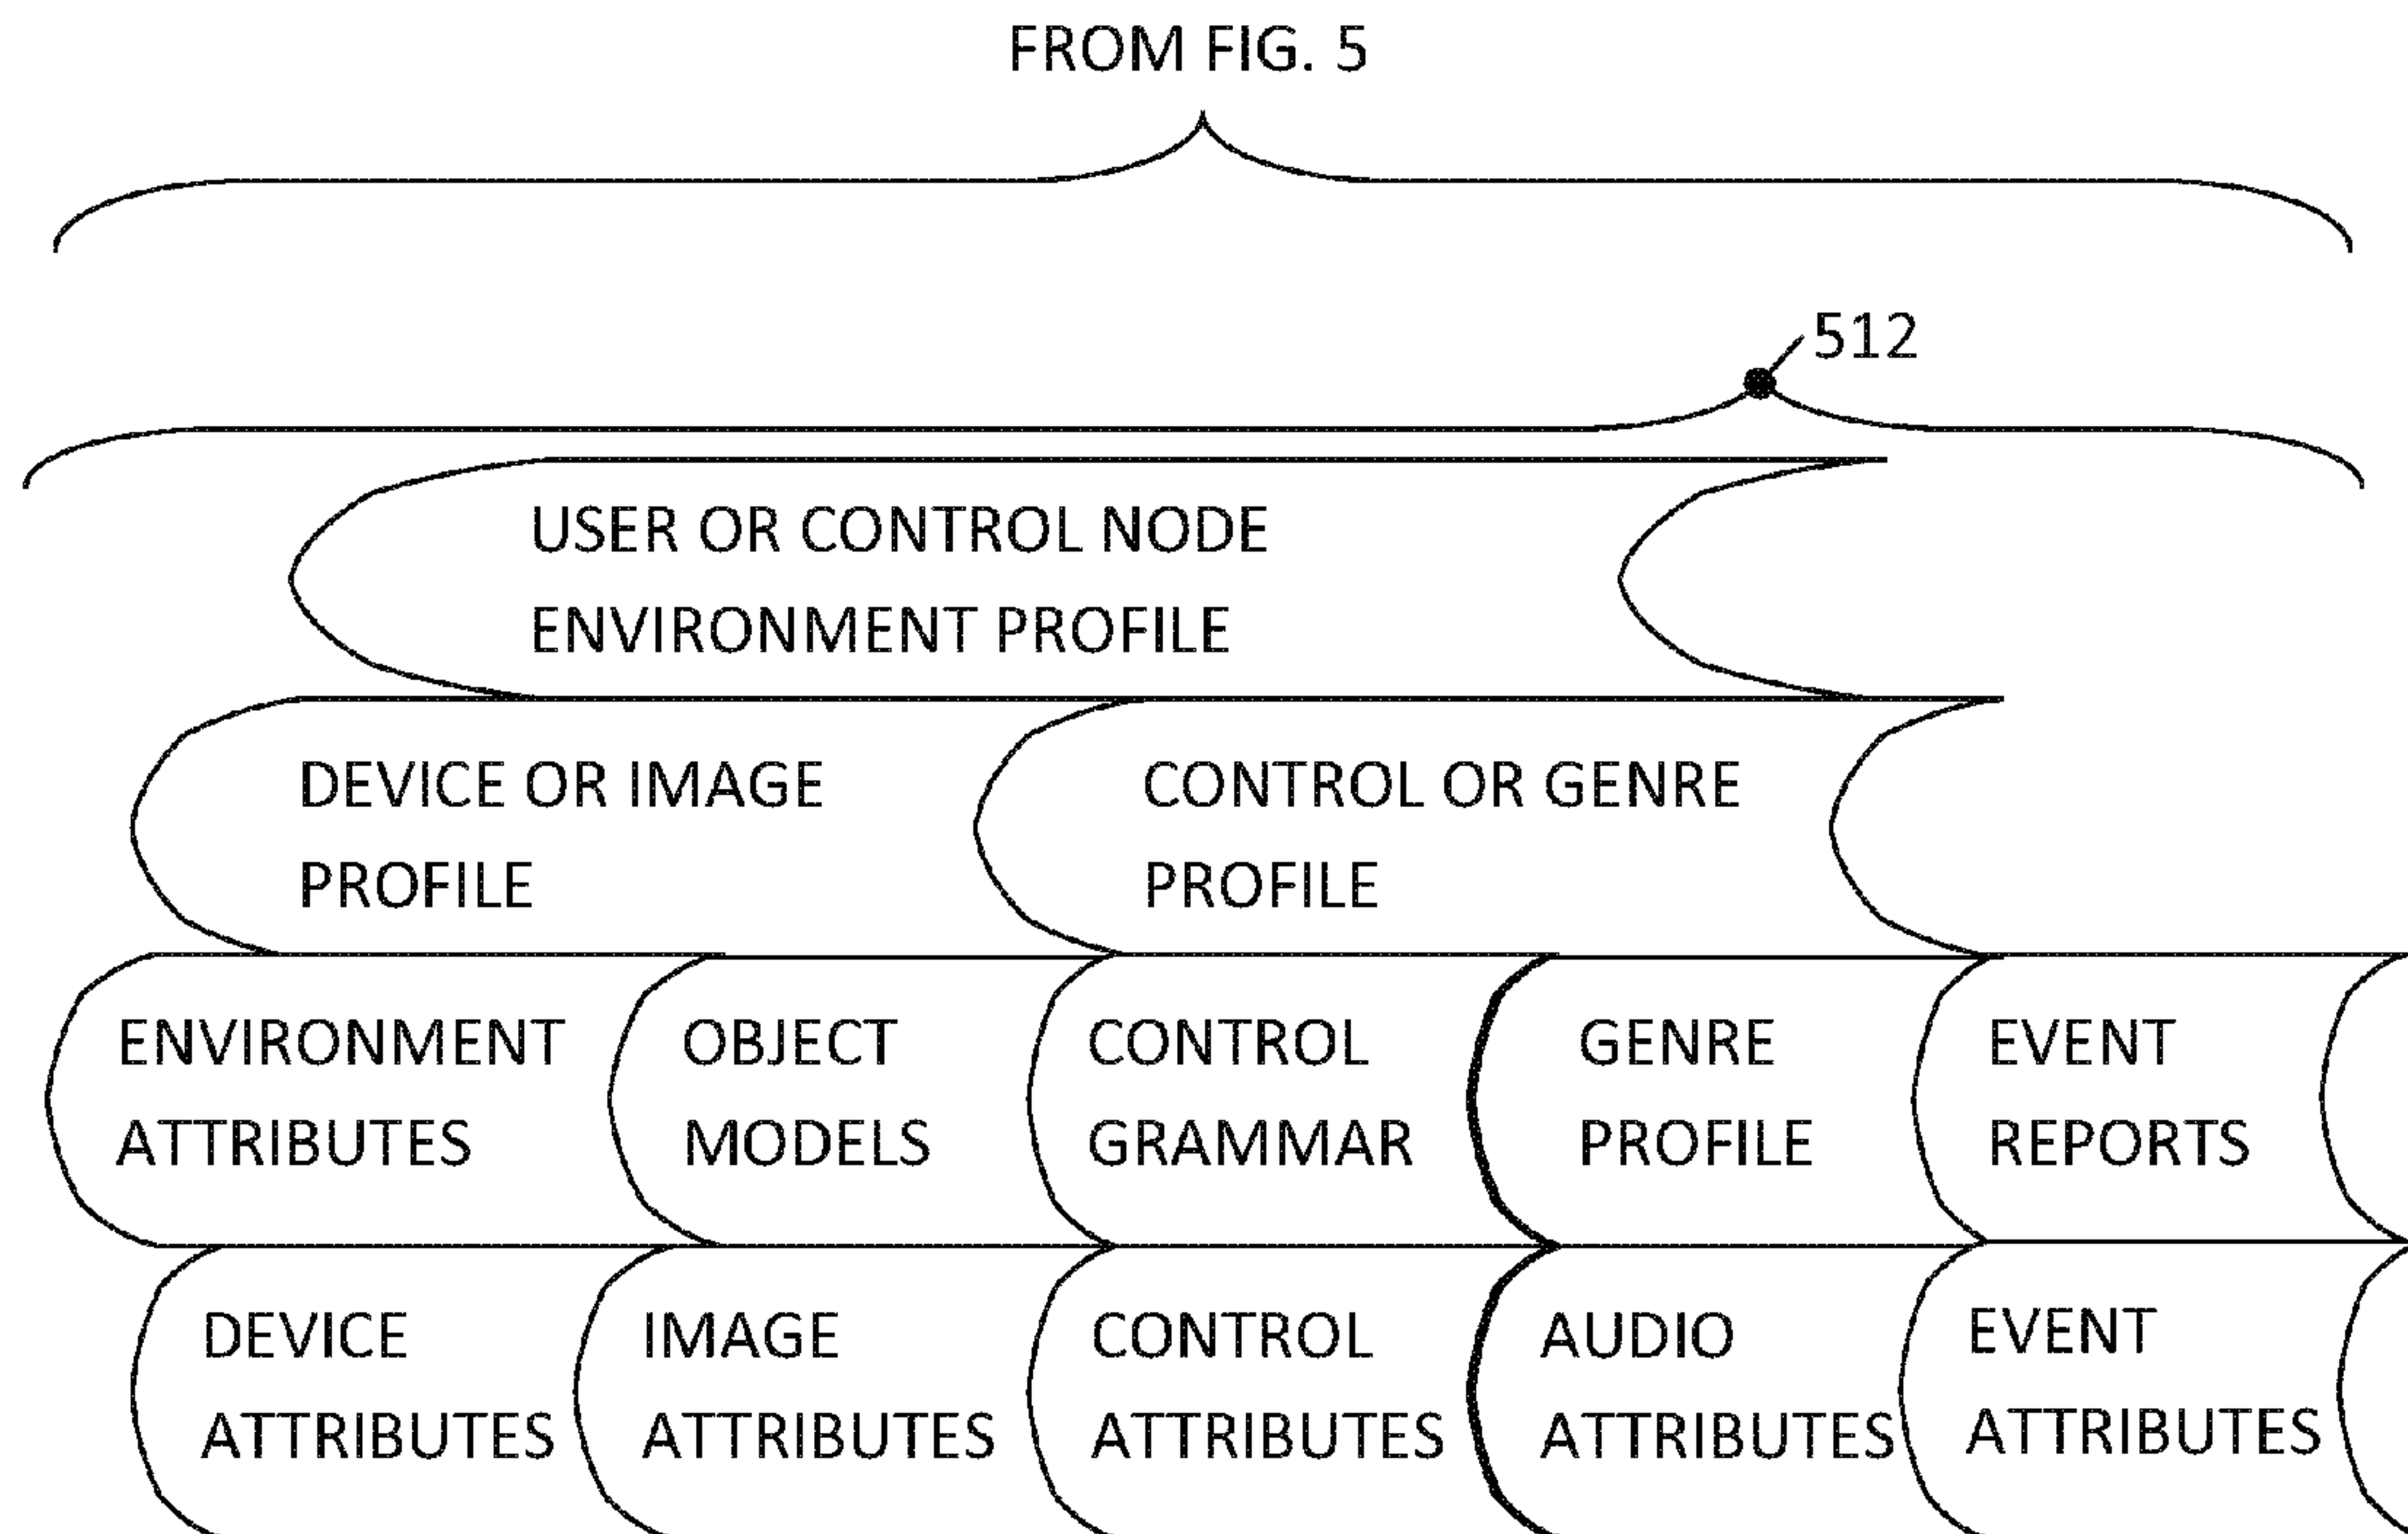 FROM FIG. 5
512
USER OR CONTROL NODE
ENVIRONMENT PROFILE
DEVICE OR IMAGE
PROFILE
CONTROL OR GENRE
PROFILE
ENVIRONMENT
ATTRIBUTES
OBJECT
MODELS
CONTROL
GRAMMAR
GENRE
PROFILE
EVENT
REPORTS
DEVICE
ATTRIBUTES
IMAGE
ATTRIBUTES
CONTROL
ATTRIBUTES
AUDIO
ATTRIBUTES
EVENT
ATTRIBUTES